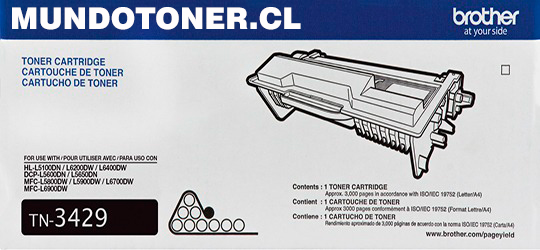 MUNDOTONER.CL
brother
at your side
TONER CARTRIDGE
CARTOUCHE DE TONER
CARTUCHO DE TONER
FOR USE WITH / POUR UTILISER AVEC / PARA USO CON
HL-L5100DN / L6200DW / L6400DW
DCP-L5600DN / L5650DN
MFC-L5800DW / L5900DW / L6700DW
MFC-L6900DW
TN-3429
Contents : 1 TONER CARTRIDGE
Approx. 3,000 pages in accordance with ISO/IEC 19752 (Letter/A4)
Contient : 1 CARTOUCHE DE TONER
Approx 3000 pages conformément à ISO/IEC 19752 (Format Lettre/A4)
Contiene : 1 CARTUCHO DE TONER
Rendimiento aproximado de 3,000 páginas de acuerdo con la norma ISO/IEC 19752 (Carta/A4)
www.brother.com/pageyield